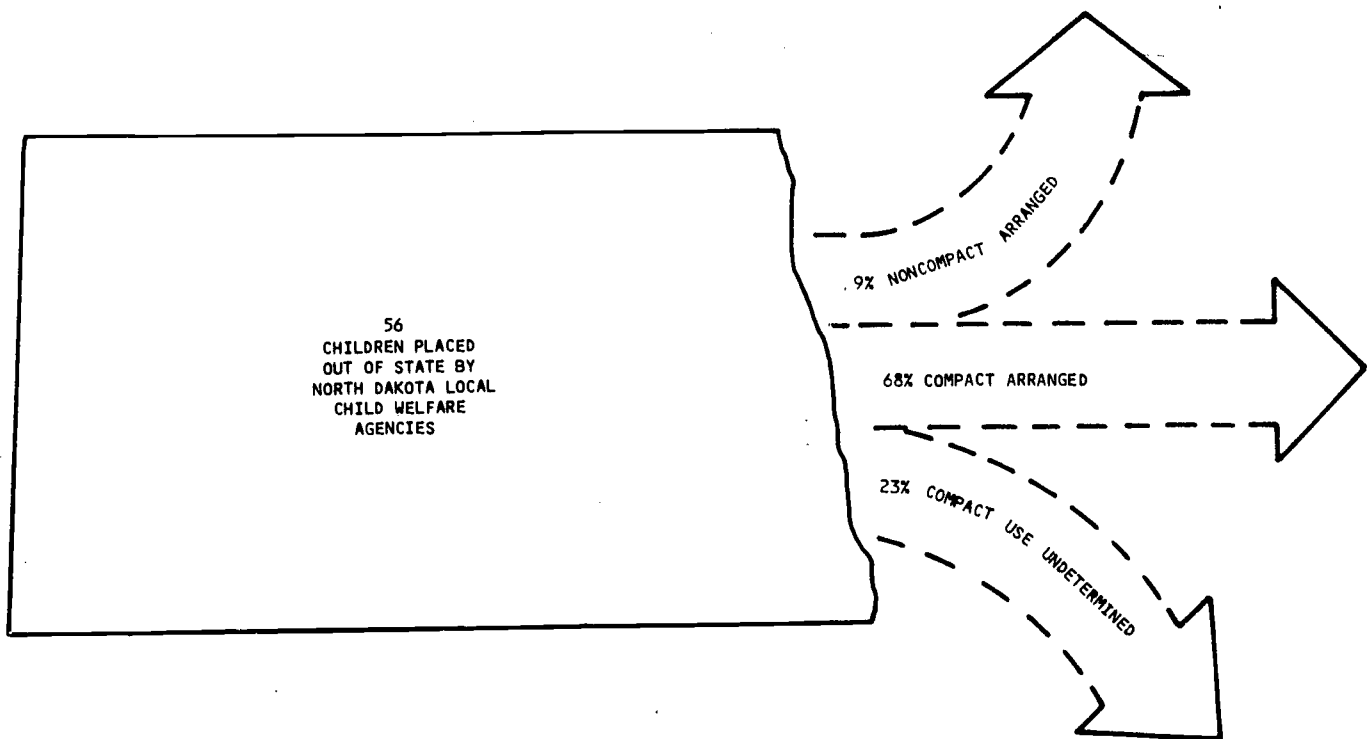 56
CHILDREN PLACED
OUT OF STATE BY
NORTH DAKOTA LOCAL
CHILD WELFARE
AGENCIES
9% NONCOMPACT ARRANGED
68% COMPACT ARRANGED
23% COMPACT USE UNDETERMINED